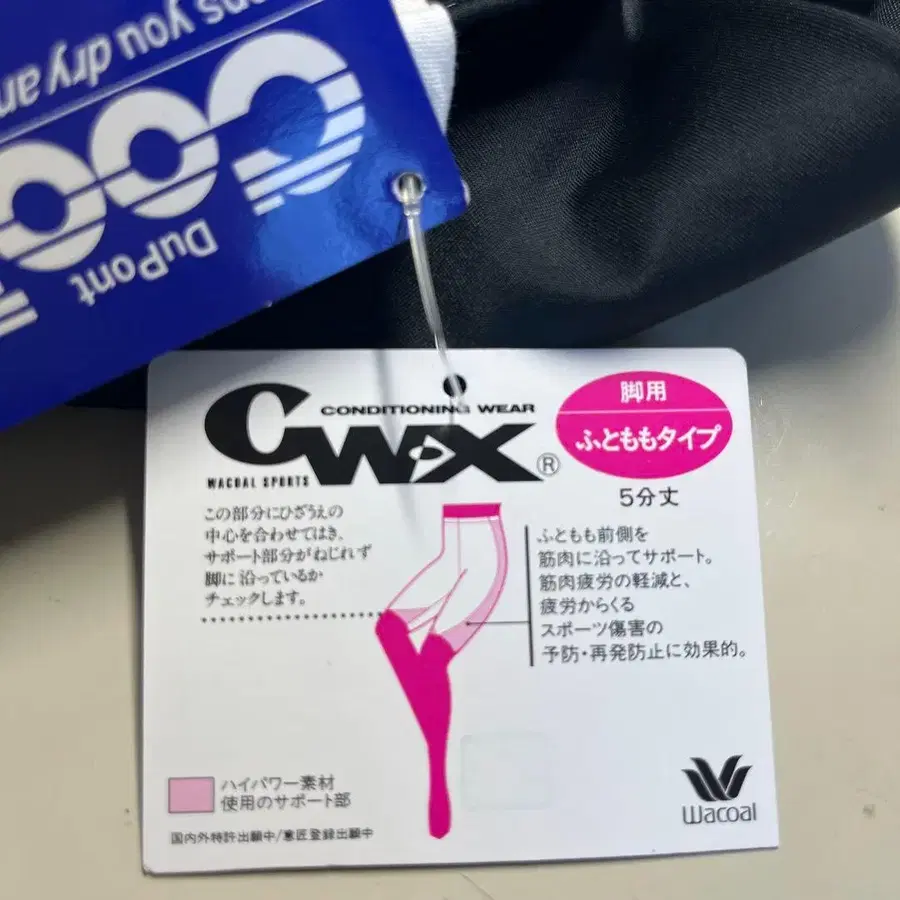 eeps you dry an
COO
DuPont
CONDITIONING WEAR
CW-X®
WACOAL SPORTS
脚用
ふとももタイプ
5分丈
この部分にひざうえの
中心を合わせてはき、
サポート部分がねじれず
脚に沿っているか
チェックします。
ふともも前側を
筋肉に沿ってサポート。
筋肉疲労の軽減と、
疲労からくる
スポーツ傷害の
予防・再発防止に効果的。
ハイパワー素材
使用のサポート部
国内外特許出願中/意匠登録出願中
Wacoal